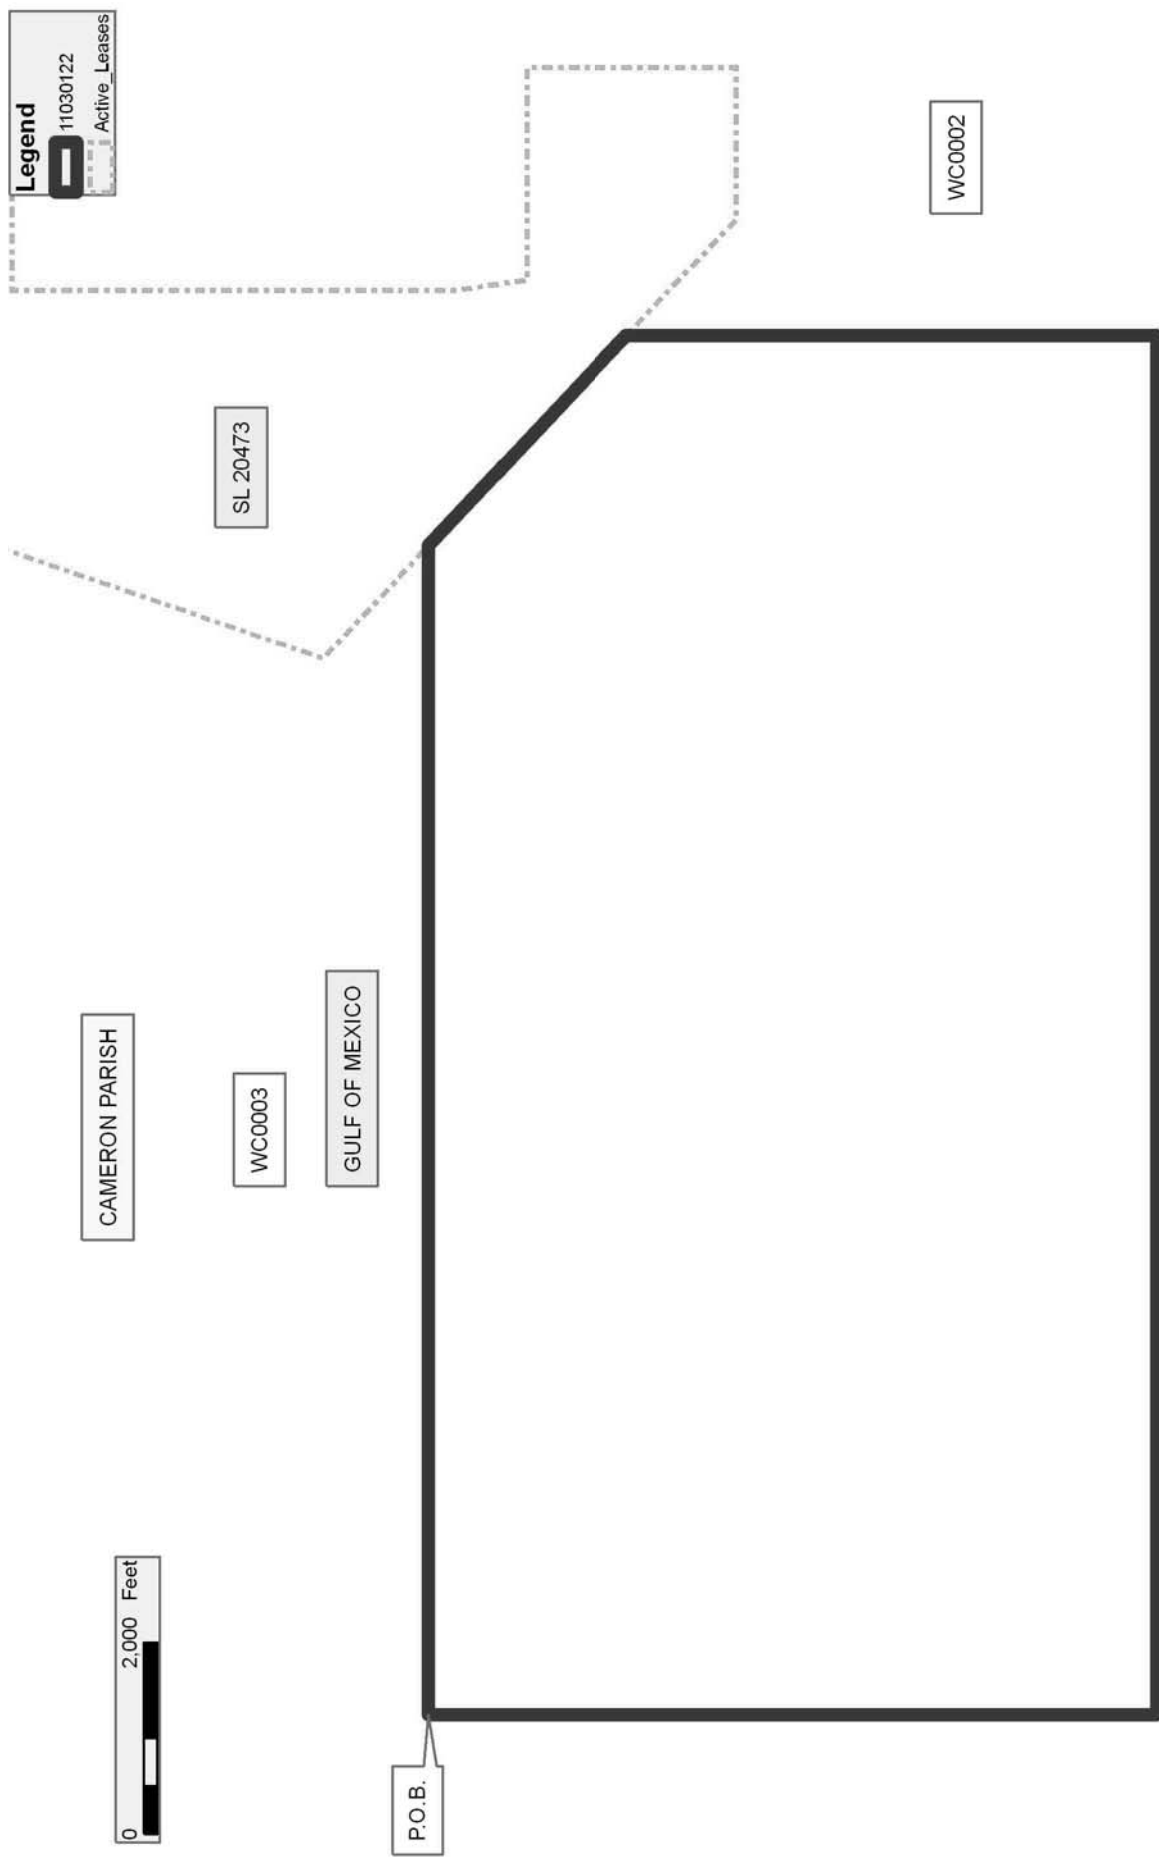 0 2,000 Feet
CAMERON PARISH
WC0003
GULF OF MEXICO
SL 20473
Legend
11030122
Active_Leases
P.O.B.
WC0002